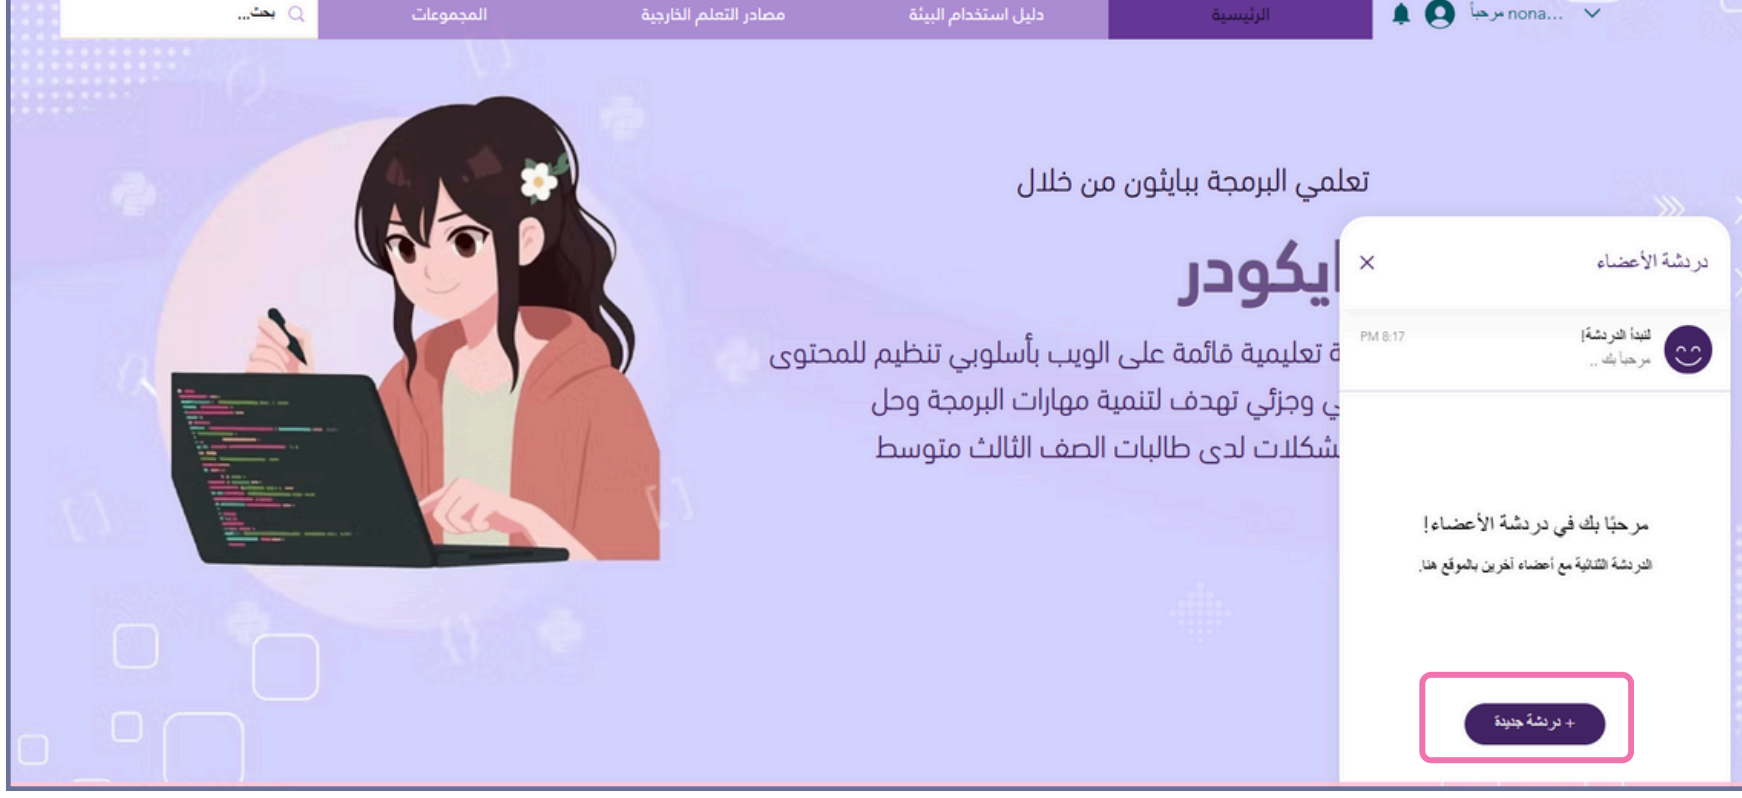 مرحباً nona...
الرئيسية
دليل استخدام البيئة
مصادر التعلم الخارجية
المجموعات
بحث...
تعلمي البرمجة ببايثون من خلال
ايكودر
ة تعليمية قائمة على الويب بأسلوبي تنظيم للمحتوى
ي وجزئي تهدف لتنمية مهارات البرمجة وحل
شكلات لدى طالبات الصف الثالث متوسط
دردشة الأعضاء
لنبدأ الدردشة!
8:17 PM
مرحباً بك ..
مرحبًا بك في دردشة الأعضاء!
الدردشة الثنائية مع أعضاء آخرين بالموقع هنا.
+ دردشة جديدة